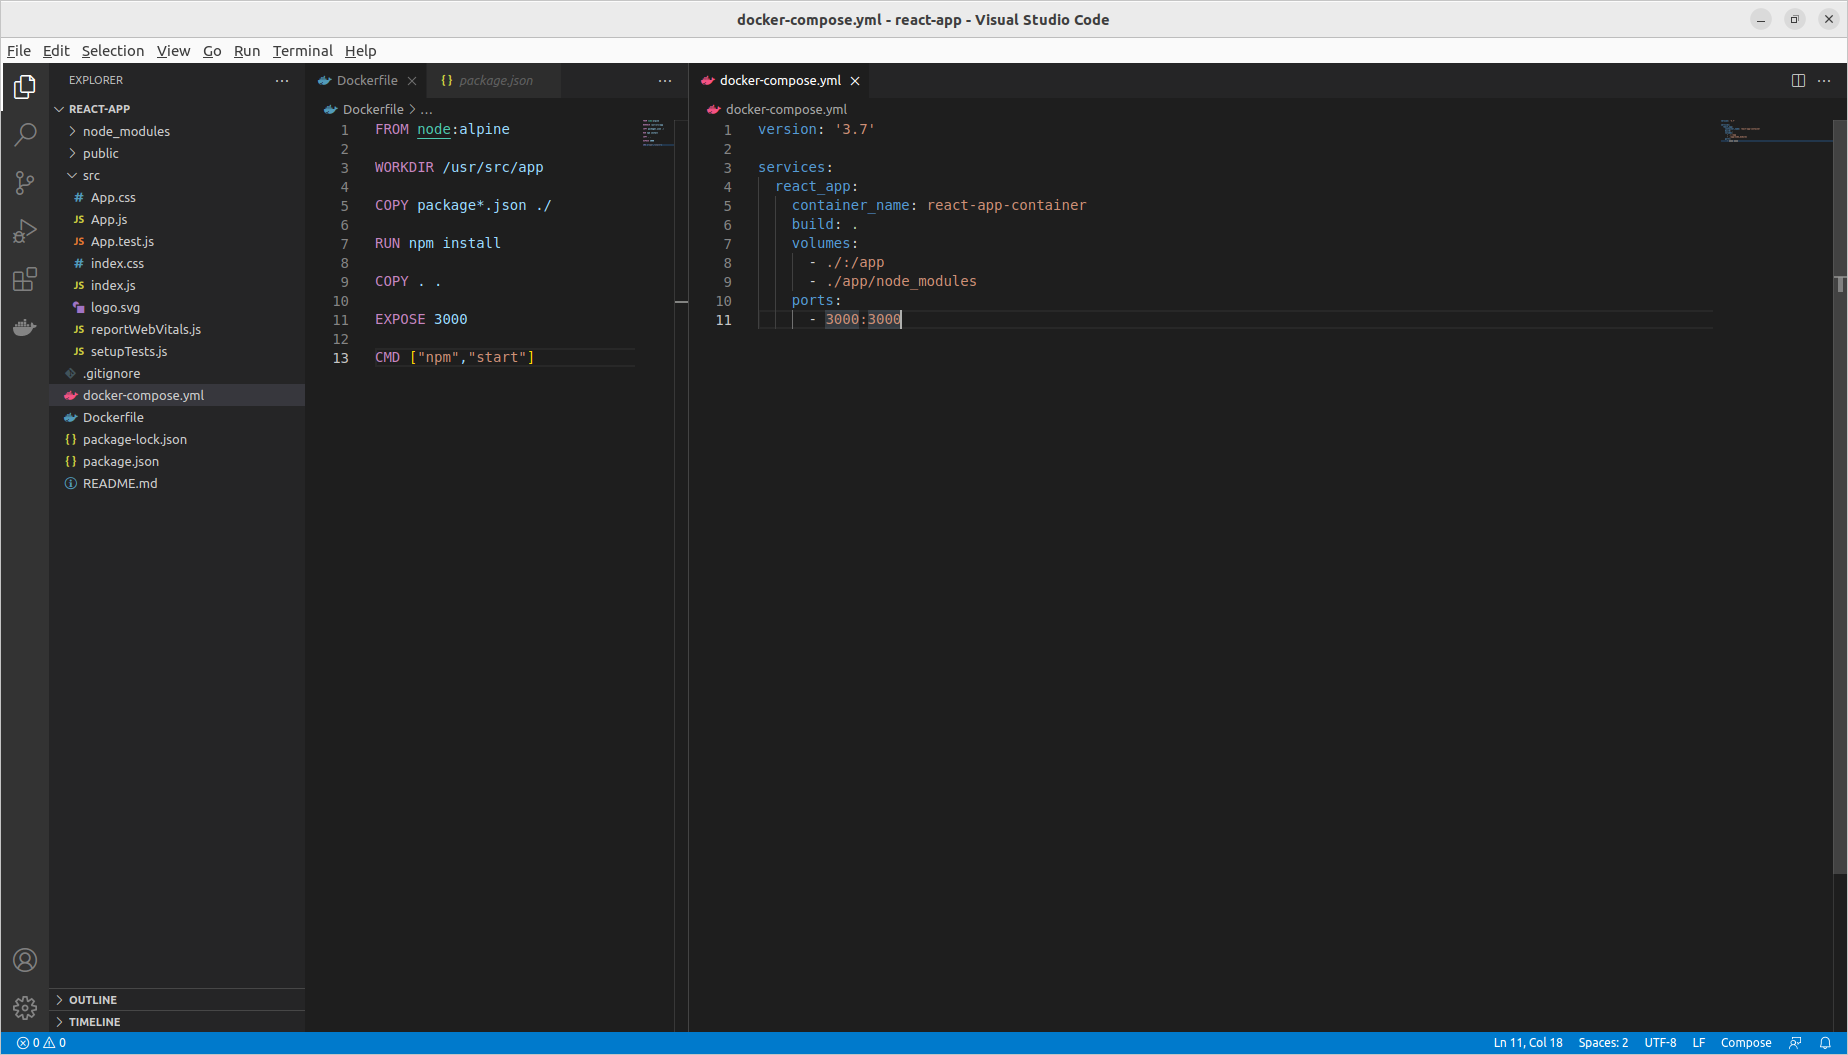 docker-compose.yml - react-app - Visual Studio Code
File Edit Selection View Go Run Terminal Help
EXPLORER
REACT-APP
node_modules
public
src
# App.css
JS App.js
JS App.test.js
# index.css
JS index.js
logo.svg
JS reportWebVitals.js
JS setupTests.js
.gitignore
docker-compose.yml
Dockerfile
{} package-lock.json
{} package.json
README.md
OUTLINE
TIMELINE
Dockerfile
{} package.json
Dockerfile > ...
1 FROM node:alpine
2
3 WORKDIR /usr/src/app
4
5 COPY package*.json ./
6
7 RUN npm install
8
9 COPY . .
10
11 EXPOSE 3000
12
13 CMD ["npm","start"]
docker-compose.yml
docker-compose.yml
1 version: '3.7'
2
3 services:
4 react_app:
5 container_name: react-app-container
6 build: .
7 volumes:
8 - ./:/app
9 - ./app/node_modules
10 ports:
11 - 3000:3000
0 0
Ln 11, Col 18 Spaces: 2 UTF-8 LF Compose